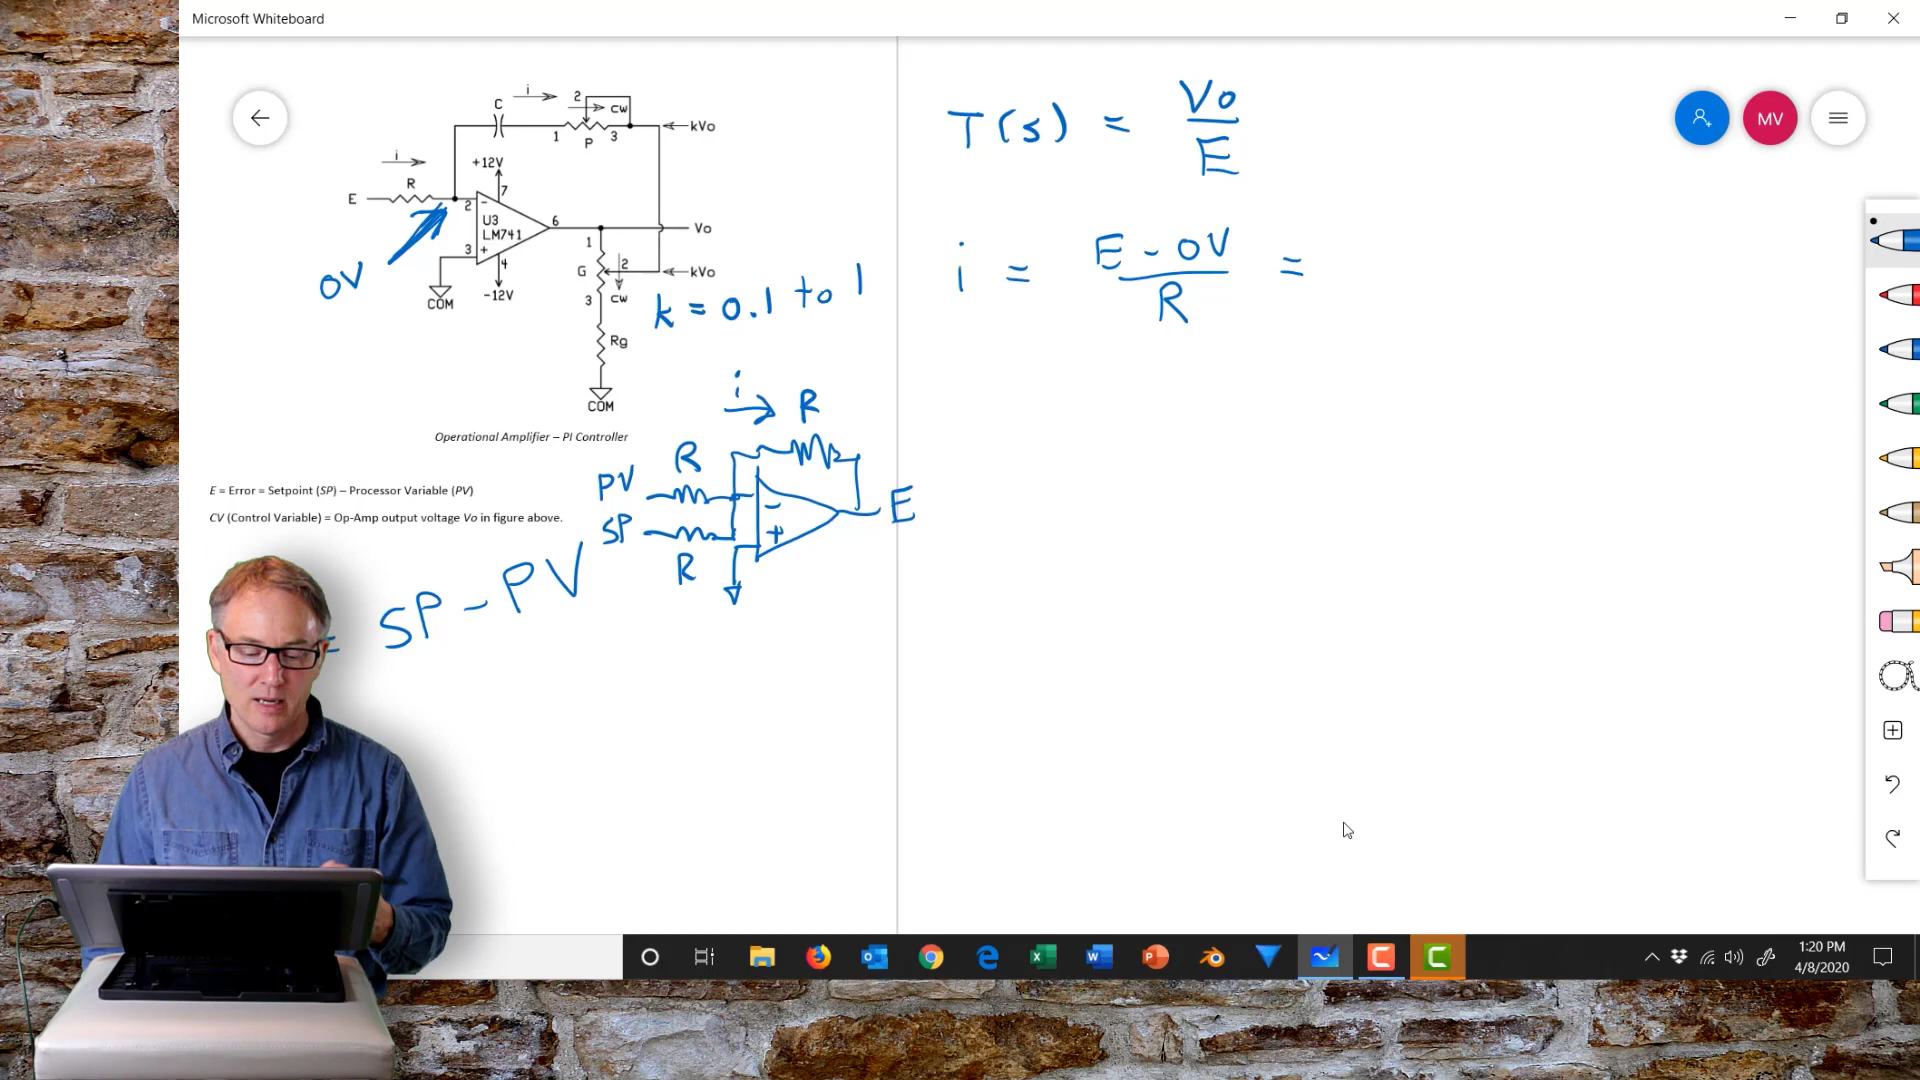 Microsoft Whiteboard
C
i
2
cw
1
P
3
kVo
i
R
+12V
7
E
2
-
U3
LM741
6
Vo
3
+
4
-12V
COM
1
G
2
kVo
3
cw
Rg
COM
0V
k = 0.1 to 1
Operational Amplifier – PI Controller
E = Error = Setpoint (SP) – Processor Variable (PV)
CV (Control Variable) = Op-Amp output voltage Vo in figure above.
i
R
R
PV
SP
R
-
+
E
= SP - PV
T(s) = Vo / E
i = E - 0V / R =
MV
1:20 PM
4/8/2020